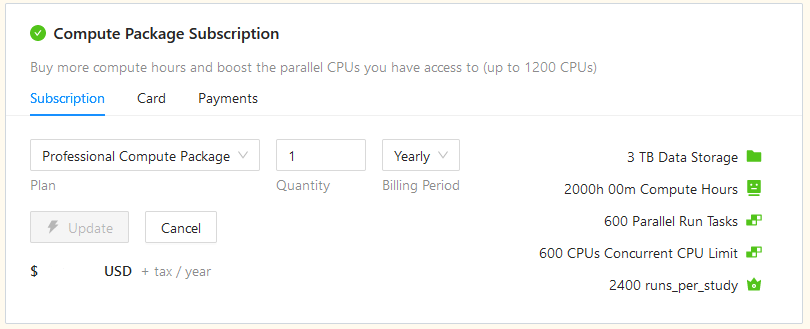 Compute Package Subscription
Buy more compute hours and boost the parallel CPUs you have access to (up to 1200 CPUs)
Subscription Card Payments
Professional Compute Package 1 Yearly
Plan Quantity Billing Period
Update Cancel
$ USD + tax / year
3 TB Data Storage
2000h 00m Compute Hours
600 Parallel Run Tasks
600 CPUs Concurrent CPU Limit
2400 runs_per_study